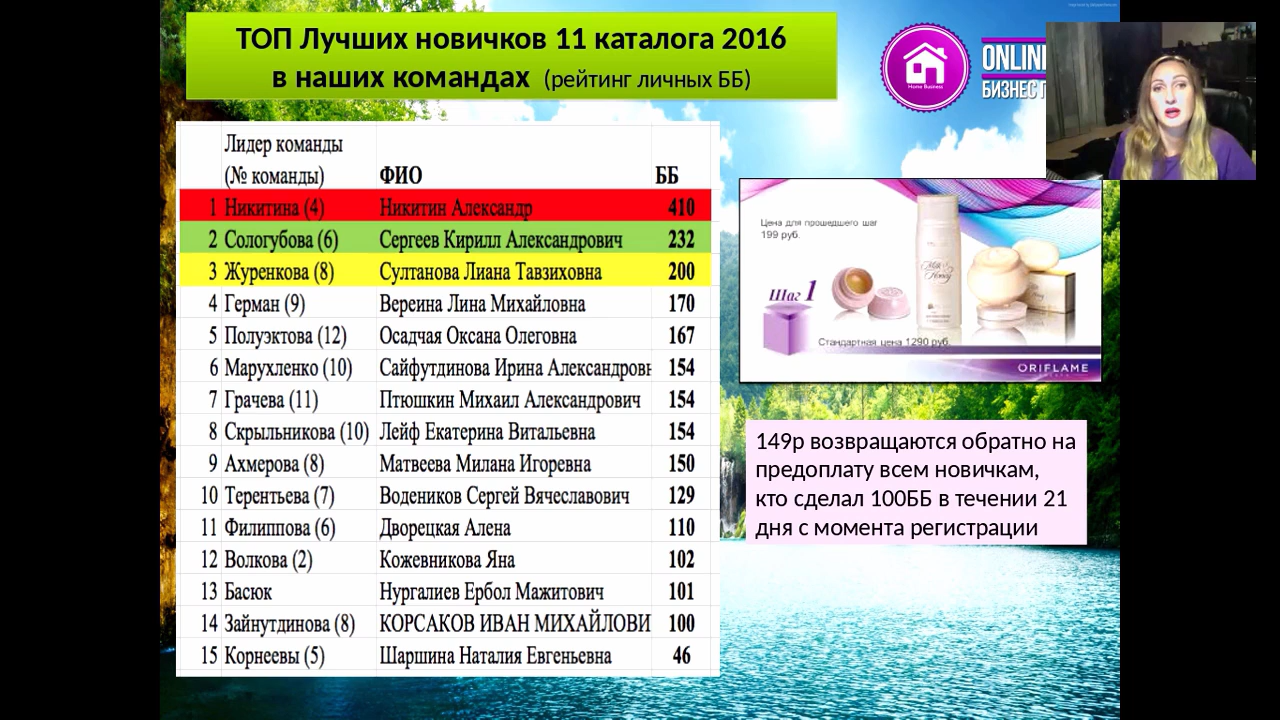 ТОП Лучших новичков 11 каталога 2016
в наших командах (рейтинг личных ББ)
ONLINE
БИЗНЕС
Home Business
Лидер команды
(№ команды) ФИО ББ
1 Никитина (4) Никитин Александр 410
2 Сологубова (6) Сергеев Кирилл Александрович 232
3 Журенкова (8) Султанова Лиана Тавзиховна 200
4 Герман (9) Вереина Лина Михайловна 170
5 Полуэктова (12) Осадчая Оксана Олеговна 167
6 Марухленко (10) Сайфутдинова Ирина Александровн 154
7 Грачева (11) Птюшкин Михаил Александрович 154
8 Скрыльникова (10) Лейф Екатерина Витальевна 154
9 Ахмерова (8) Матвеева Милана Игоревна 150
10 Терентьева (7) Водеников Сергей Вячеславович 129
11 Филиппова (6) Дворецкая Алена 110
12 Волкова (2) Кожевникова Яна 102
13 Басюк Нургалиев Ербол Мажитович 101
14 Зайнутдинова (8) КОРСАКОВ ИВАН МИХАЙЛОВИ 100
15 Корнеевы (5) Шаршина Наталия Евгеньевна 46
Цена для прошедшего шаг
199 руб.
Milk & Honey
Шаг 1
Стандартная цена 1290 руб.
ORIFLAME
149р возвращаются обратно на
предоплату всем новичкам,
кто сделал 100ББ в течении 21
дня с момента регистрации